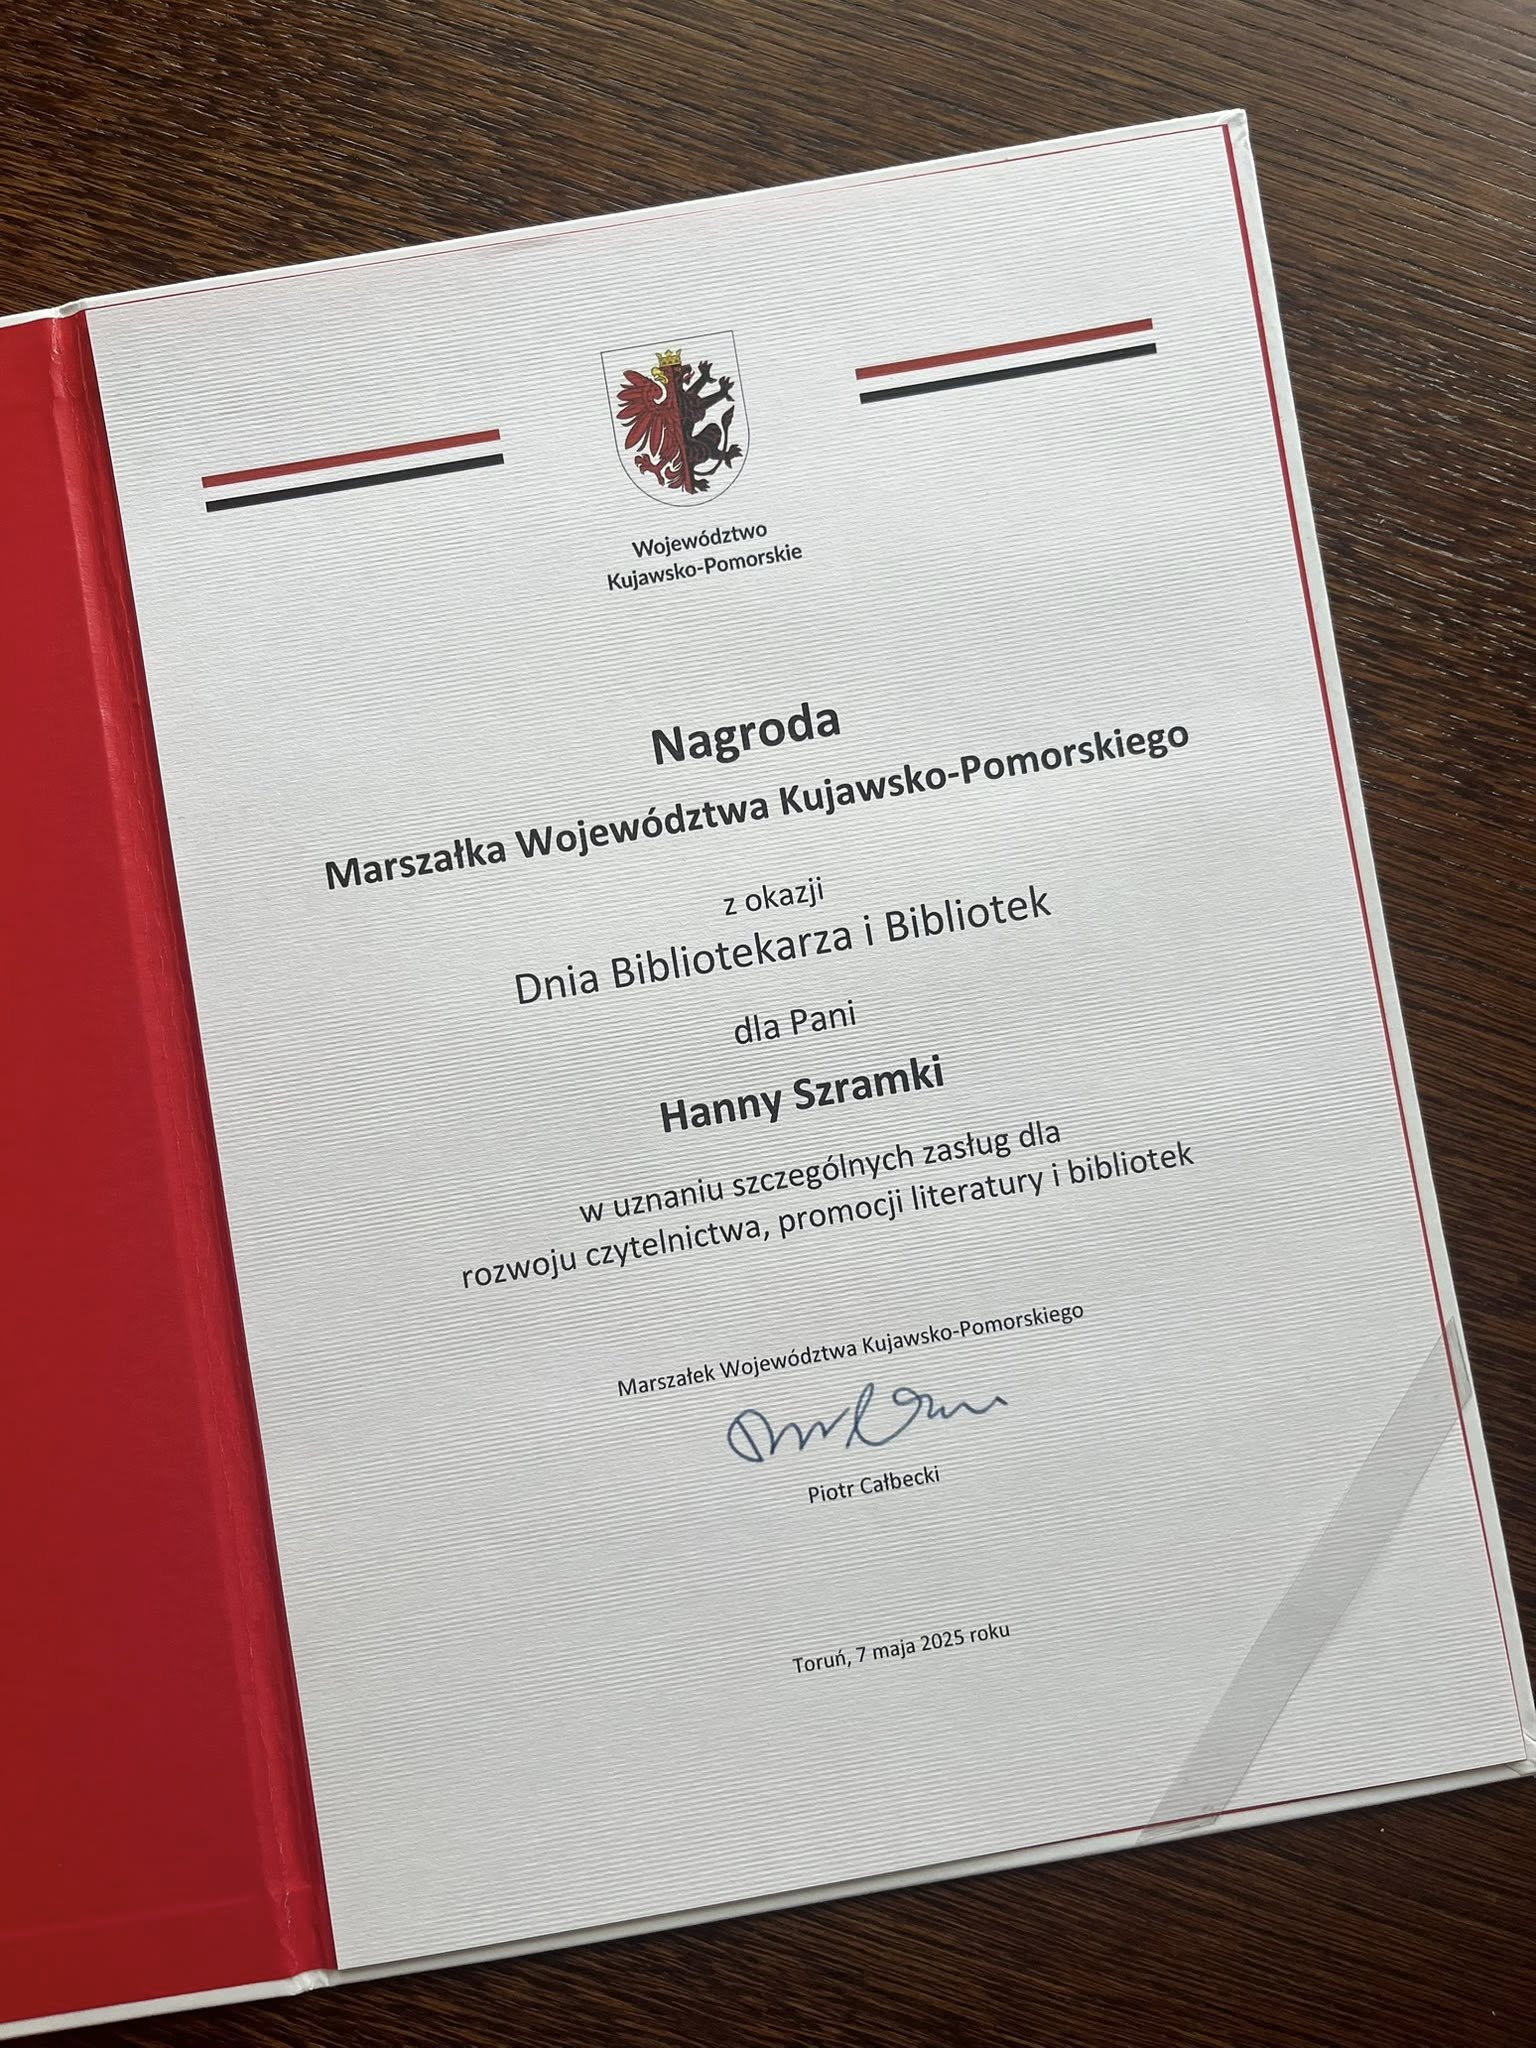 Województwo
Kujawsko-Pomorskie
Nagroda
Marszałka Województwa Kujawsko-Pomorskiego
z okazji
Dnia Bibliotekarza i Bibliotek
dla Pani
Hanny Szramki
w uznaniu szczególnych zasług dla
rozwoju czytelnictwa, promocji literatury i bibliotek
Marszałek Województwa Kujawsko-Pomorskiego
Piotr Całbecki
Toruń, 7 maja 2025 roku